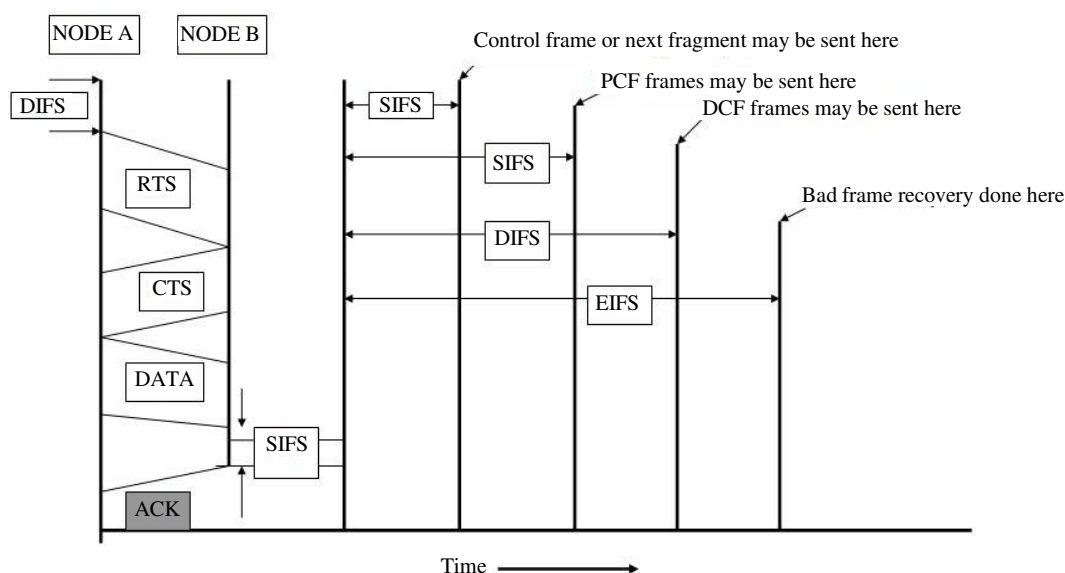 NODE A
NODE B
Control frame or next fragment may be sent here
PCF frames may be sent here
DIFS
SIFS
DCF frames may be sent here
SIFS
RTS
Bad frame recovery done here
DIFS
CTS
EIFS
DATA
SIFS
ACK
Time